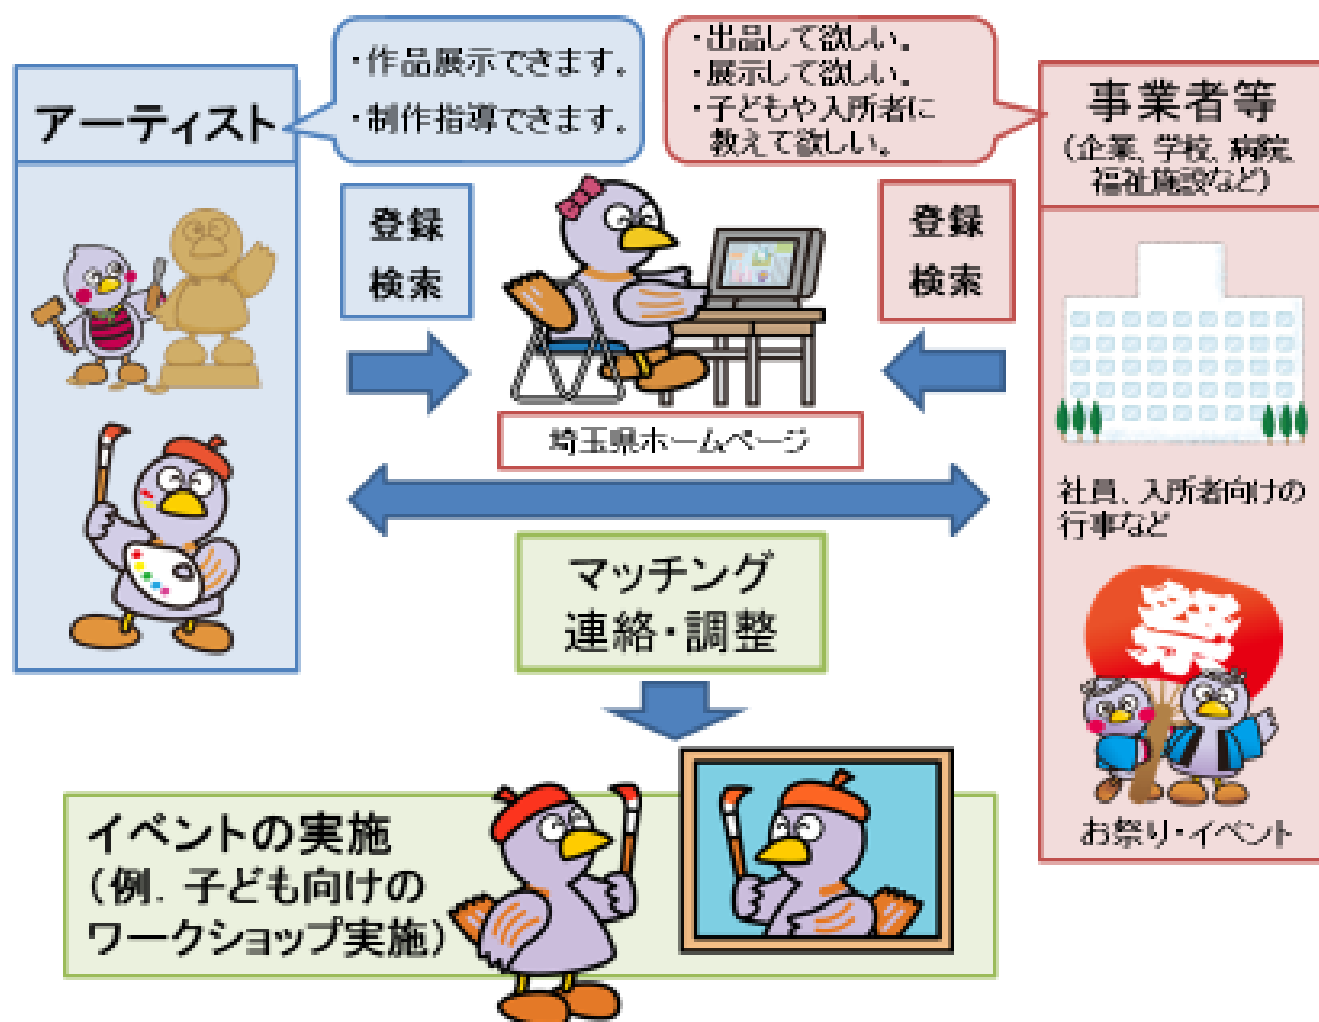 アーティスト
・作品展示できます。
・制作指導できます。
・出品して欲しい。
・展示して欲しい。
・子どもや入所者に
教えて欲しい。
事業者等
（企業、学校、病院、
福祉施設など）
登録
検索
登録
検索
埼玉県ホームページ
社員、入所者向けの
行事など
マッチング
連絡・調整
祭
お祭り・イベント
イベントの実施
（例．子ども向けの
ワークショップ実施）